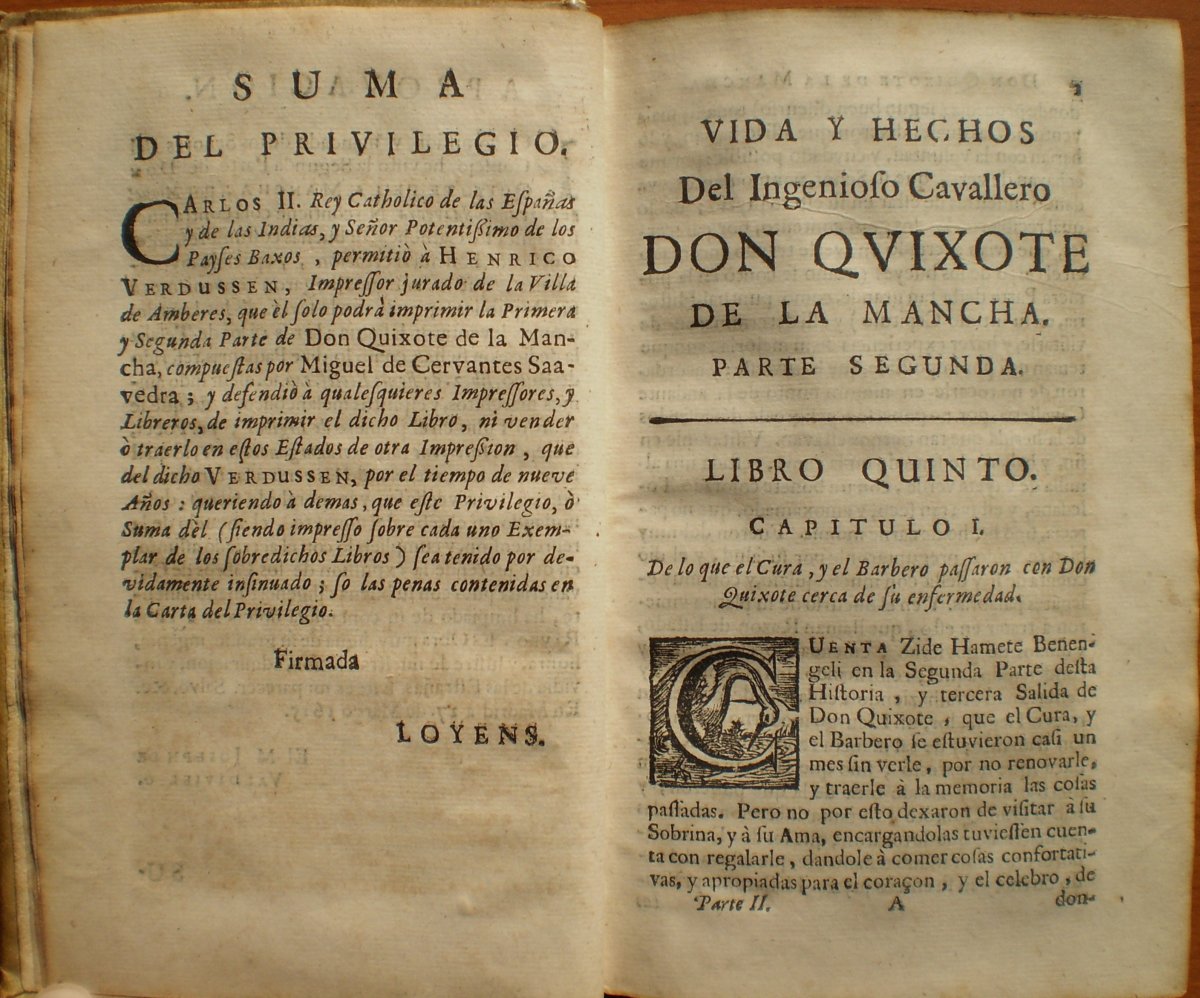 SUMA
DEL PRIVILEGIO.
CARLOS II. Rey Catholico de las Eſpañas
y de las Indias, y Señor Potentiſſimo de los
Payſes Baxos, permitiò à HENRICO
VERDUSSEN, Impreſſor jurado de la Villa
de Amberes, que èl ſolo podrà imprimir la Primera
y Segunda Parte de Don Quixote de la Man-
cha, compueſtas por Miguel de Cervantes Saa-
vedra; y defendiò à qualeſquieres Impreſſores, y
Libreros, de imprimir el dicho Libro, ni vender
ò traerlo en eſtos Eſtados de otra Impreſſion, que
del dicho VERDUSSEN, por el tiempo de nueve
Años: queriendo à demas, que eſte Privilegio, ò
Suma dèl (ſiendo impreſſo ſobre cada uno Exem-
plar de los ſobredichos Libros) ſea tenido por de-
vidamente inſinuado; ſo las penas contenidas en
la Carta del Privilegio.
Firmada
LOYENS.
VIDA Y HECHOS
Del Ingenioſo Cavallero
DON QVIXOTE
DE LA MANCHA.
PARTE SEGUNDA.
LIBRO QUINTO.
CAPITULO I.
De lo que el Cura, y el Barbero paſſaron con Don
Quixote cerca de ſu enfermedad.
CUENTA Zide Hamete Benen-
geli en la Segunda Parte deſta
Hiſtoria, y tercera Salida de
Don Quixote, que el Cura, y
el Barbero ſe eſtuvieron caſi un
mes ſin verle, por no renovarle,
y traerle à la memoria las coſas
paſſadas. Pero no por eſto dexaron de viſitar à ſu
Sobrina, y à ſu Ama, encargandolas tuvieſſen cuen-
ta con regalarle, dandole à comer coſas confortati-
vas, y apropiadas para el coraçon, y el celebro, de
Parte II. A don-